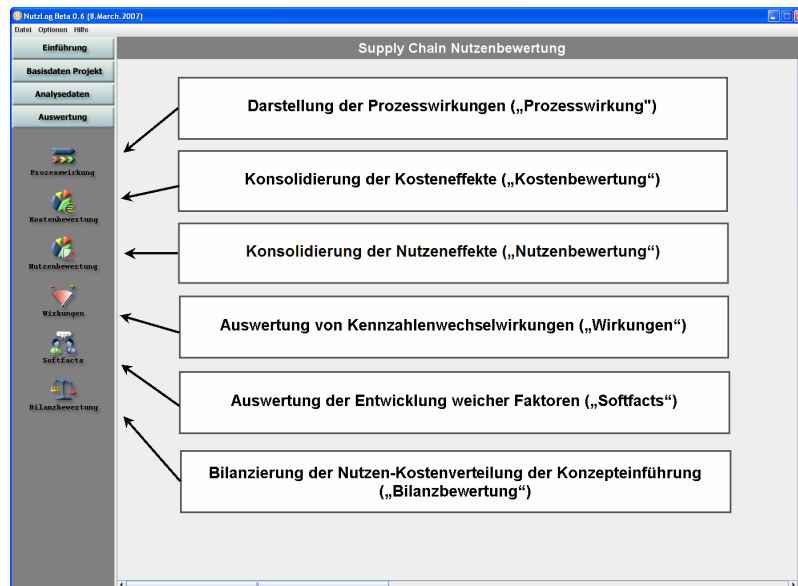 NutzLog Beta 0.6 (8.March.2007)
Datei Optionen Hilfe
Einführung
Basisdaten Projekt
Analysedaten
Auswertung
Prozesswirkung
Kostenbewertung
Nutzenbewertung
Wirkungen
Softfacts
Bilanzbewertung
Supply Chain Nutzenbewertung
Darstellung der Prozesswirkungen („Prozesswirkung")
Konsolidierung der Kosteneffekte („Kostenbewertung“)
Konsolidierung der Nutzeneffekte („Nutzenbewertung“)
Auswertung von Kennzahlenwechselwirkungen („Wirkungen“)
Auswertung der Entwicklung weicher Faktoren („Softfacts“)
Bilanzierung der Nutzen-Kostenverteilung der Konzepteinführung
(„Bilanzbewertung“)